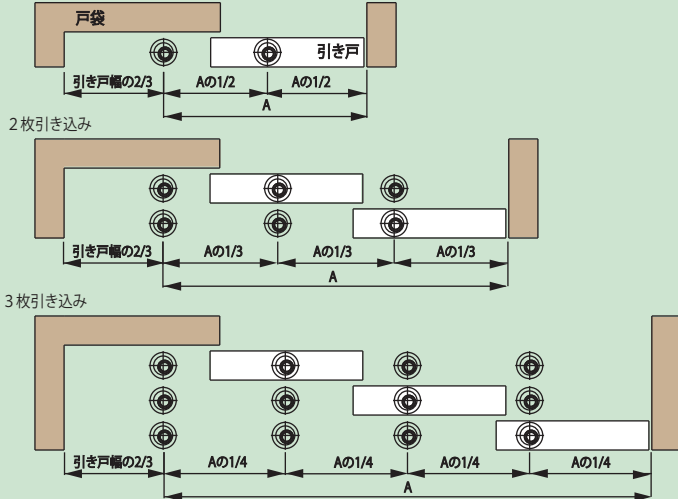 戸袋
引き戸
引き戸幅の2/3 Aの1/2 Aの1/2
A
2枚引き込み
引き戸幅の2/3 Aの1/3 Aの1/3 Aの1/3
A
3枚引き込み
引き戸幅の2/3 Aの1/4 Aの1/4 Aの1/4 Aの1/4
A